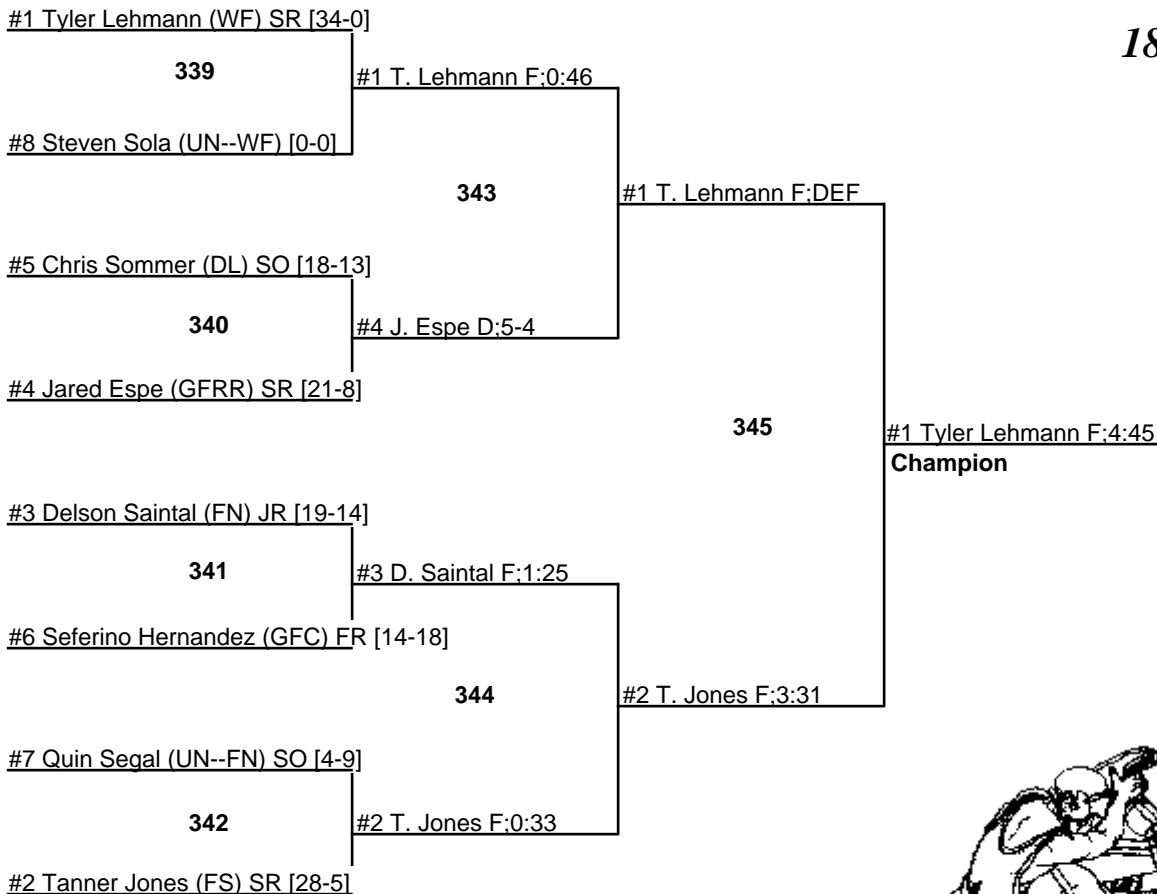 #1 Tyler Lehmann (WF) SR [34-0]
18
339
#1 T. Lehmann F;0:46
#8 Steven Sola (UN--WF) [0-0]
343
#1 T. Lehmann F;DEF
#5 Chris Sommer (DL) SO [18-13]
340
#4 J. Espe D;5-4
#4 Jared Espe (GFRR) SR [21-8]
345
#1 Tyler Lehmann F;4:45
Champion
#3 Delson Saintal (FN) JR [19-14]
341
#3 D. Saintal F;1:25
#6 Seferino Hernandez (GFC) FR [14-18]
344
#2 T. Jones F;3:31
#7 Quin Segal (UN--FN) SO [4-9]
342
#2 T. Jones F;0:33
#2 Tanner Jones (FS) SR [28-5]